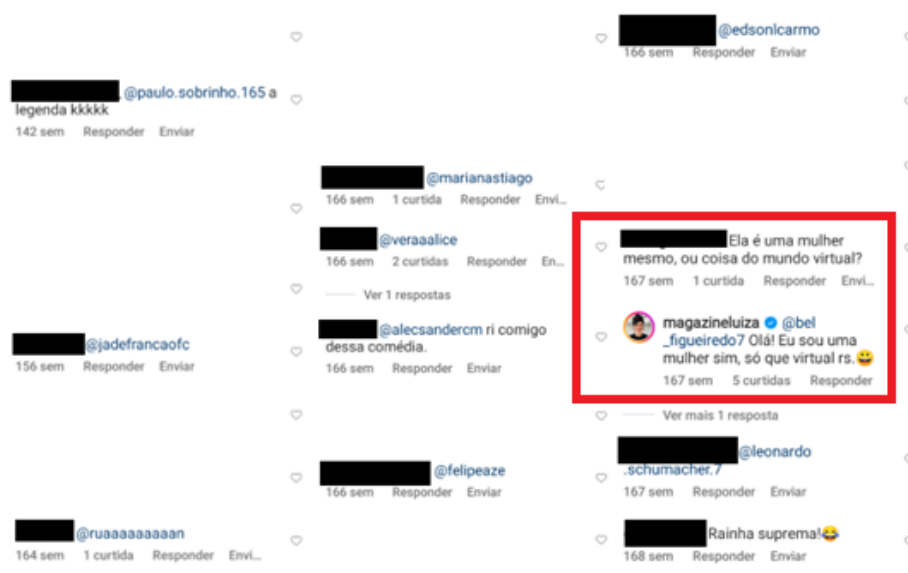 @paulo.sobrinho.165 a
legenda kkkkk
142 sem Responder Enviar
@jadefrancaofc
156 sem Responder Enviar
@ruaaaaaaaaan
164 sem 1 curtida Responder Envi...
@marianastiago
166 sem 1 curtida Responder Envi...
@veraaalice
166 sem 2 curtidas Responder En...
Ver 1 respostas
@alecsandercm ri comigo
dessa comédia.
166 sem Responder Enviar
@felipeaze
166 sem Responder Enviar
@edsonlcarmo
166 sem Responder Enviar
Ela é uma mulher
mesmo, ou coisa do mundo virtual?
167 sem 1 curtida Responder Envi...
magazineluiza @bel
_figueiredo7 Olá! Eu sou uma
mulher sim, só que virtual rs.😀
167 sem 5 curtidas Responder
Ver mais 1 resposta
@leonardo
.schumacher.7
167 sem Responder Enviar
Rainha suprema!😂
168 sem Responder Enviar